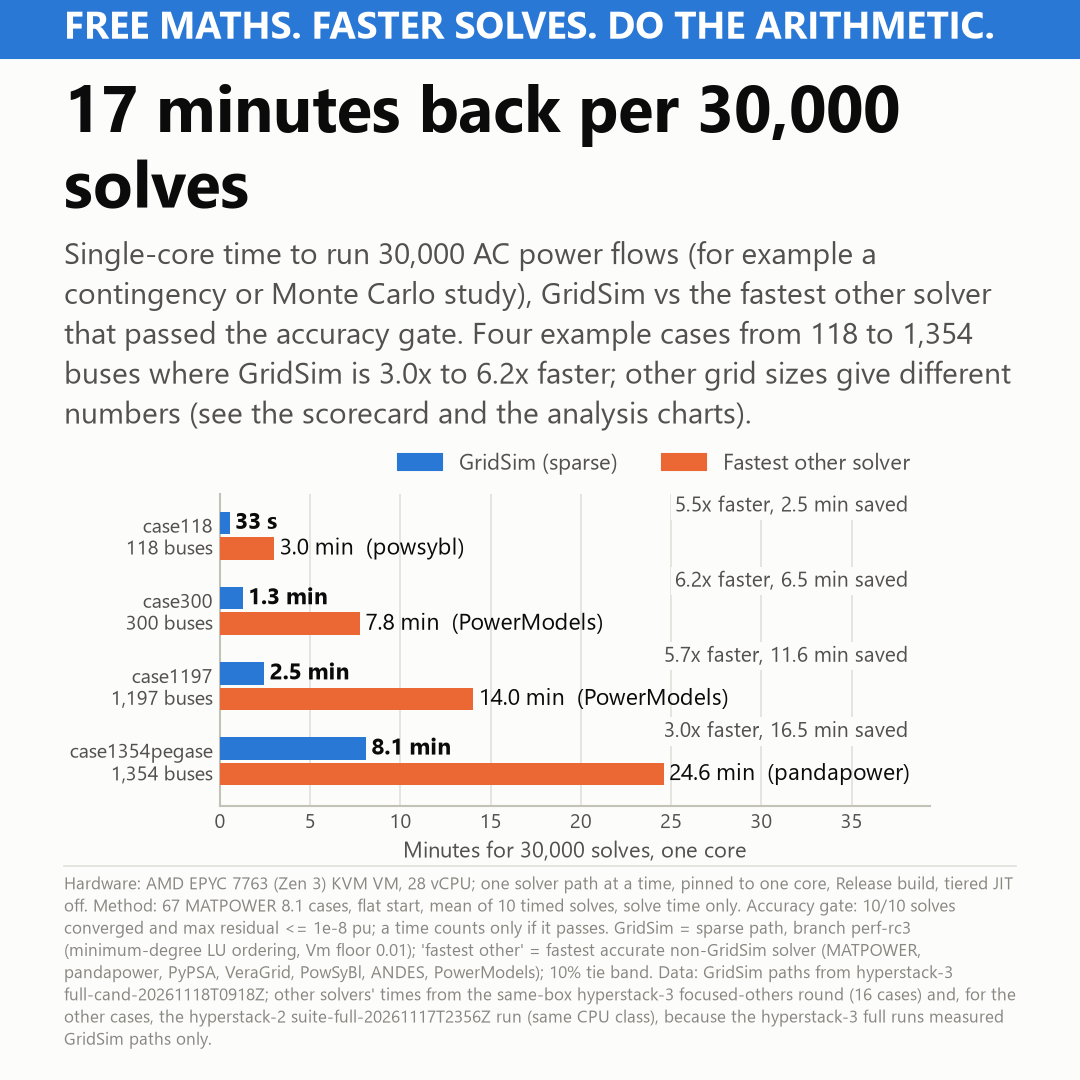 FREE MATHS. FASTER SOLVES. DO THE ARITHMETIC.
17 minutes back per 30,000
solves
Single-core time to run 30,000 AC power flows (for example a
contingency or Monte Carlo study), GridSim vs the fastest other solver
that passed the accuracy gate. Four example cases from 118 to 1,354
buses where GridSim is 3.0x to 6.2x faster; other grid sizes give different
numbers (see the scorecard and the analysis charts).
GridSim (sparse) Fastest other solver
5.5x faster, 2.5 min saved
case118 33 s
118 buses 3.0 min (powsybl)
6.2x faster, 6.5 min saved
case300 1.3 min
300 buses 7.8 min (PowerModels)
5.7x faster, 11.6 min saved
case1197 2.5 min
1,197 buses 14.0 min (PowerModels)
3.0x faster, 16.5 min saved
case1354pegase 8.1 min
1,354 buses 24.6 min (pandapower)
0 5 10 15 20 25 30 35
Minutes for 30,000 solves, one core
Hardware: AMD EPYC 7763 (Zen 3) KVM VM, 28 vCPU; one solver path at a time, pinned to one core, Release build, tiered JIT
off. Method: 67 MATPOWER 8.1 cases, flat start, mean of 10 timed solves, solve time only. Accuracy gate: 10/10 solves
converged and max residual <= 1e-8 pu; a time counts only if it passes. GridSim = sparse path, branch perf-rc3
(minimum-degree LU ordering, Vm floor 0.01); 'fastest other' = fastest accurate non-GridSim solver (MATPOWER,
pandapower, PyPSA, VeraGrid, PowSyBl, ANDES, PowerModels); 10% tie band. Data: GridSim paths from hyperstack-3
full-cand-20261118T0918Z; other solvers' times from the same-box hyperstack-3 focused-others round (16 cases) and, for the
other cases, the hyperstack-2 suite-full-20261117T2356Z run (same CPU class), because the hyperstack-3 full runs measured
GridSim paths only.